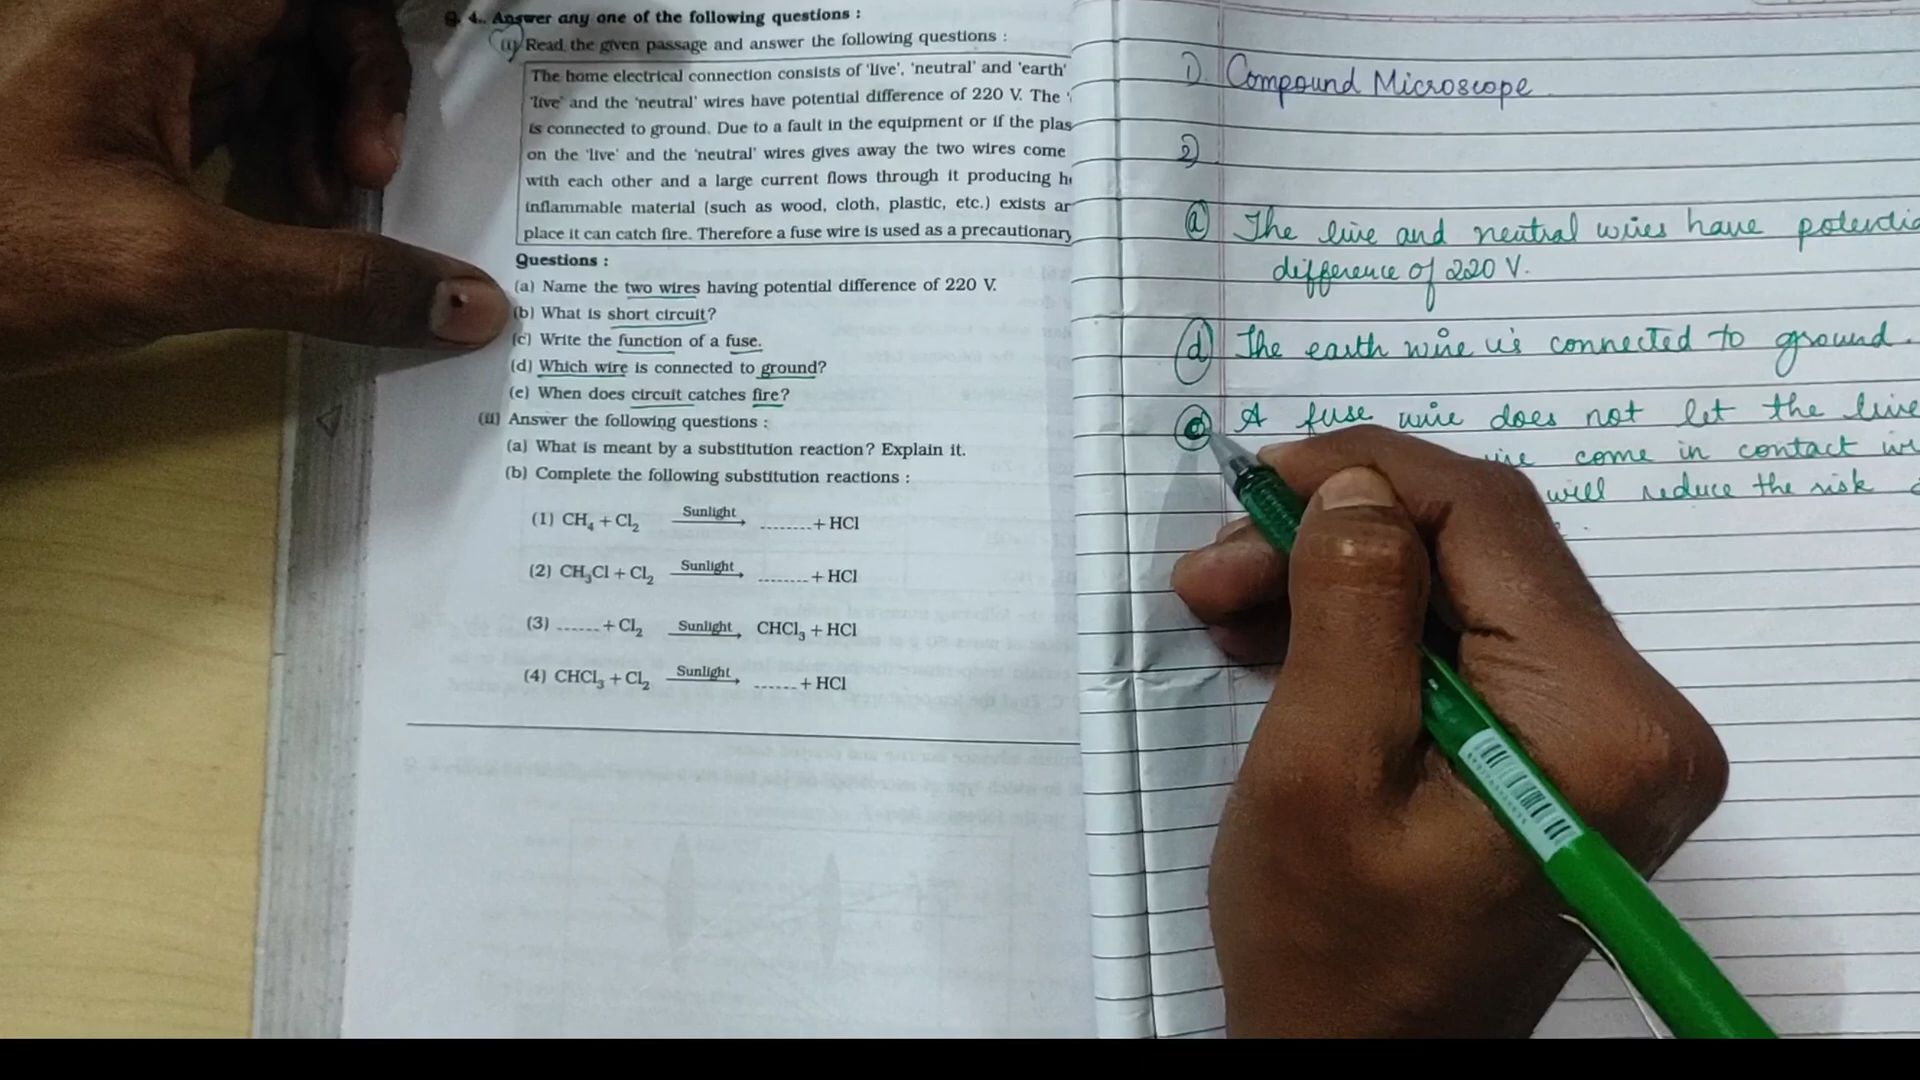 Q. 4. Answer any one of the following questions :
(i) Read the given passage and answer the following questions :
The home electrical connection consists of 'live', 'neutral' and 'earth'
'live' and the 'neutral' wires have potential difference of 220 V. The
is connected to ground. Due to a fault in the equipment or if the plas
on the 'live' and the 'neutral' wires gives away the two wires come
with each other and a large current flows through it producing he
inflammable material (such as wood, cloth, plastic, etc.) exists ar
place it can catch fire. Therefore a fuse wire is used as a precautionary
Questions :
(a) Name the two wires having potential difference of 220 V.
(b) What is short circuit?
(c) Write the function of a fuse.
(d) Which wire is connected to ground?
(e) When does circuit catches fire?
(ii) Answer the following questions :
(a) What is meant by a substitution reaction? Explain it.
(b) Complete the following substitution reactions :
(1) CH₄ + Cl₂ Sunlight ........ + HCl
(2) CH₃Cl + Cl₂ Sunlight ........ + HCl
(3) ...... + Cl₂ Sunlight CHCl₃ + HCl
(4) CHCl₃ + Cl₂ Sunlight ...... + HCl
1) Compound Microscope
2)
(a) The live and neutral wires have potentia
difference of 220 V.
(d) The earth wire is connected to ground.
A fuse wire does not let the live
come in contact
will reduce the risk